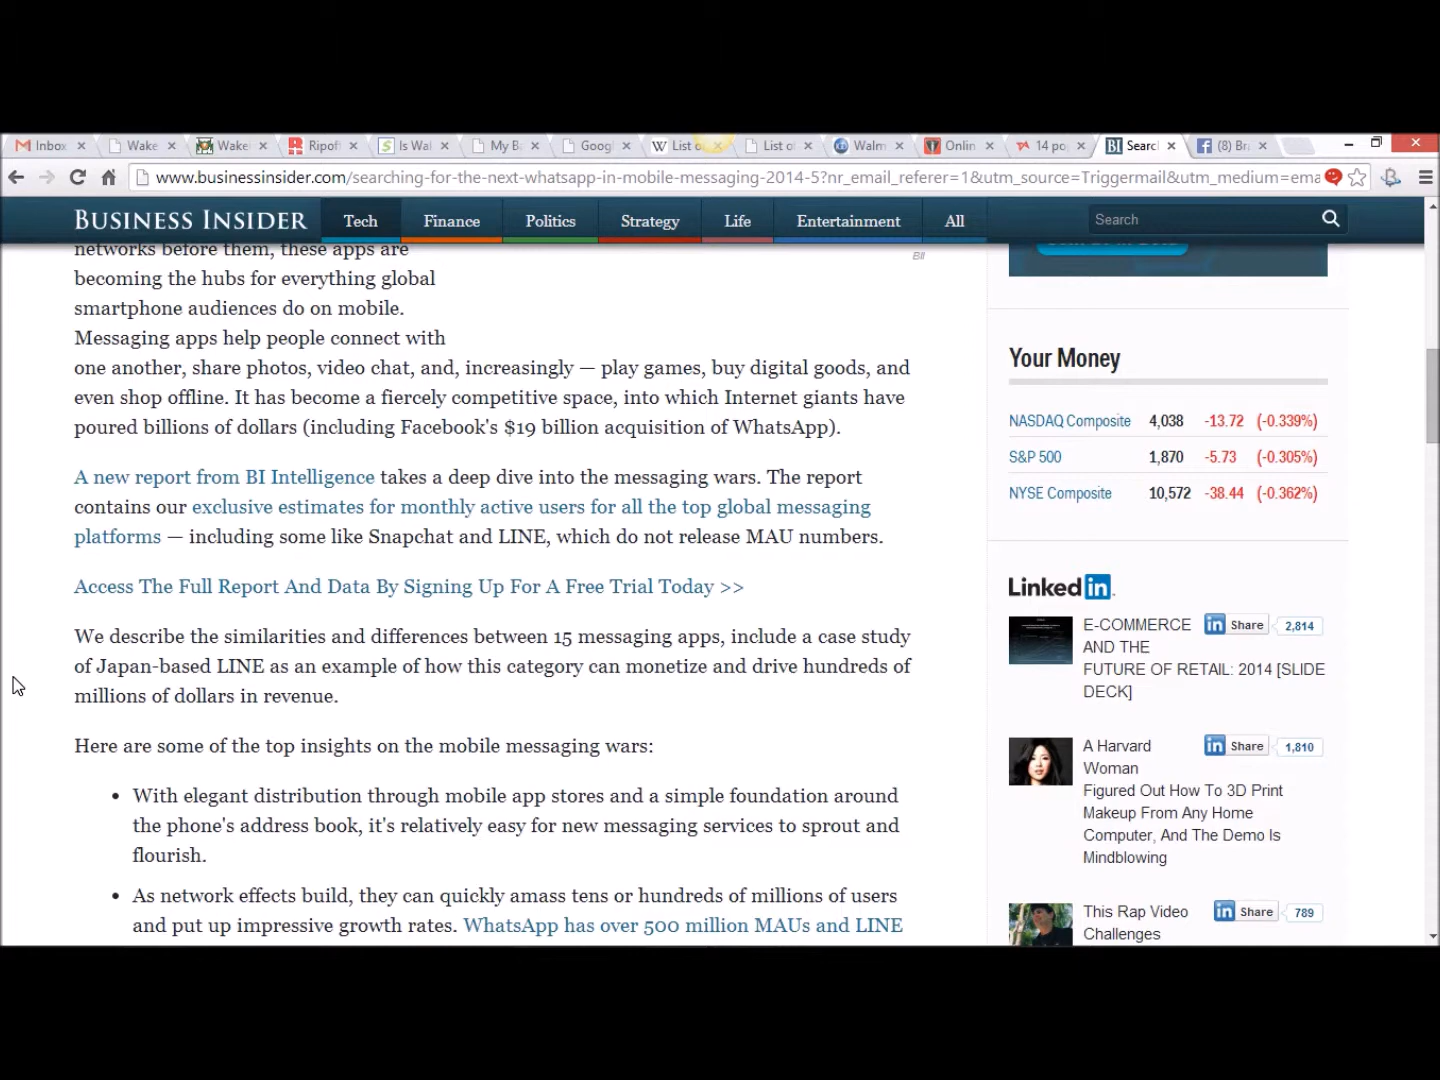 Inbox
Wake
Wake
Ripof
Is Wal
My B
Googl
List o
List o
Walm
Onlin
14 po
Searc
(8) Br
www.businessinsider.com/searching-for-the-next-whatsapp-in-mobile-messaging-2014-5?nr_email_referer=1&utm_source=Triggermail&utm_medium=ema
BUSINESS INSIDER
Tech
Finance
Politics
Strategy
Life
Entertainment
All
Search
networks before them, these apps are
BII
becoming the hubs for everything global
smartphone audiences do on mobile.
Messaging apps help people connect with
one another, share photos, video chat, and, increasingly — play games, buy digital goods, and
even shop offline. It has become a fiercely competitive space, into which Internet giants have
poured billions of dollars (including Facebook's $19 billion acquisition of WhatsApp).
A new report from BI Intelligence takes a deep dive into the messaging wars. The report
contains our exclusive estimates for monthly active users for all the top global messaging
platforms — including some like Snapchat and LINE, which do not release MAU numbers.
Access The Full Report And Data By Signing Up For A Free Trial Today >>
We describe the similarities and differences between 15 messaging apps, include a case study
of Japan-based LINE as an example of how this category can monetize and drive hundreds of
millions of dollars in revenue.
Here are some of the top insights on the mobile messaging wars:
• With elegant distribution through mobile app stores and a simple foundation around
the phone's address book, it's relatively easy for new messaging services to sprout and
flourish.
• As network effects build, they can quickly amass tens or hundreds of millions of users
and put up impressive growth rates. WhatsApp has over 500 million MAUs and LINE
Your Money
NASDAQ Composite 4,038 -13.72 (-0.339%)
S&P 500 1,870 -5.73 (-0.305%)
NYSE Composite 10,572 -38.44 (-0.362%)
Linked in
E-COMMERCE
AND THE
FUTURE OF RETAIL: 2014 [SLIDE
DECK]
in Share 2,814
A Harvard
Woman
Figured Out How To 3D Print
Makeup From Any Home
Computer, And The Demo Is
Mindblowing
in Share 1,810
This Rap Video
Challenges
in Share 789